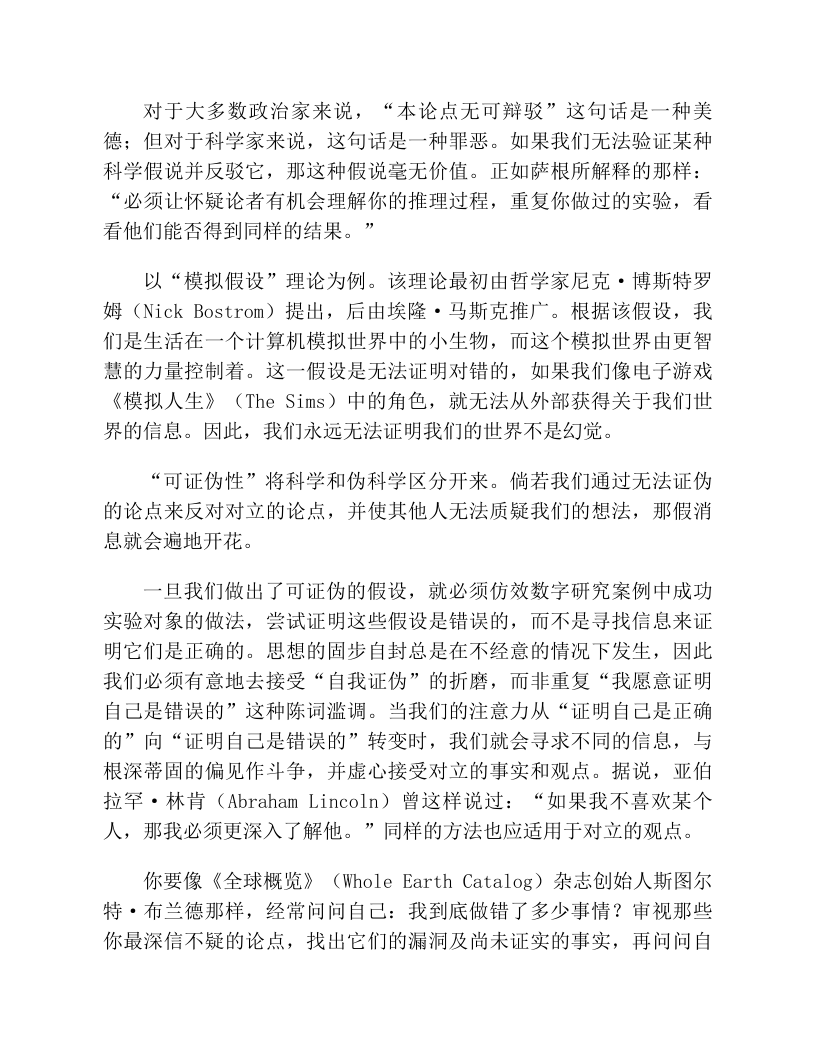 对于大多数政治家来说，“本论点无可辩驳”这句话是一种美
德；但对于科学家来说，这句话是一种罪恶。如果我们无法验证某种
科学假说并反驳它，那这种假说毫无价值。正如萨根所解释的那样：
“必须让怀疑论者有机会理解你的推理过程，重复你做过的实验，看
看他们能否得到同样的结果。”
以“模拟假设”理论为例。该理论最初由哲学家尼克·博斯特罗
姆（Nick Bostrom）提出，后由埃隆·马斯克推广。根据该假设，我
们是生活在一个计算机模拟世界中的小生物，而这个模拟世界由更智
慧的力量控制着。这一假设是无法证明对错的，如果我们像电子游戏
《模拟人生》（The Sims）中的角色，就无法从外部获得关于我们世
界的信息。因此，我们永远无法证明我们的世界不是幻觉。
“可证伪性”将科学和伪科学区分开来。倘若我们通过无法证伪
的论点来反对对立的论点，并使其他人无法质疑我们的想法，那假消
息就会遍地开花。
一旦我们做出了可证伪的假设，就必须仿效数字研究案例中成功
实验对象的做法，尝试证明这些假设是错误的，而不是寻找信息来证
明它们是正确的。思想的固步自封总是在不经意的情况下发生，因此
我们必须有意地去接受“自我证伪”的折磨，而非重复“我愿意证明
自己是错误的”这种陈词滥调。当我们的注意力从“证明自己是正确
的”向“证明自己是错误的”转变时，我们就会寻求不同的信息，与
根深蒂固的偏见作斗争，并虚心接受对立的事实和观点。据说，亚伯
拉罕·林肯（Abraham Lincoln）曾这样说过：“如果我不喜欢某个
人，那我必须更深入了解他。”同样的方法也应适用于对立的观点。
你要像《全球概览》（Whole Earth Catalog）杂志创始人斯图尔
特·布兰德那样，经常问问自己：我到底做错了多少事情？审视那些
你最深信不疑的论点，找出它们的漏洞及尚未证实的事实，再问问自